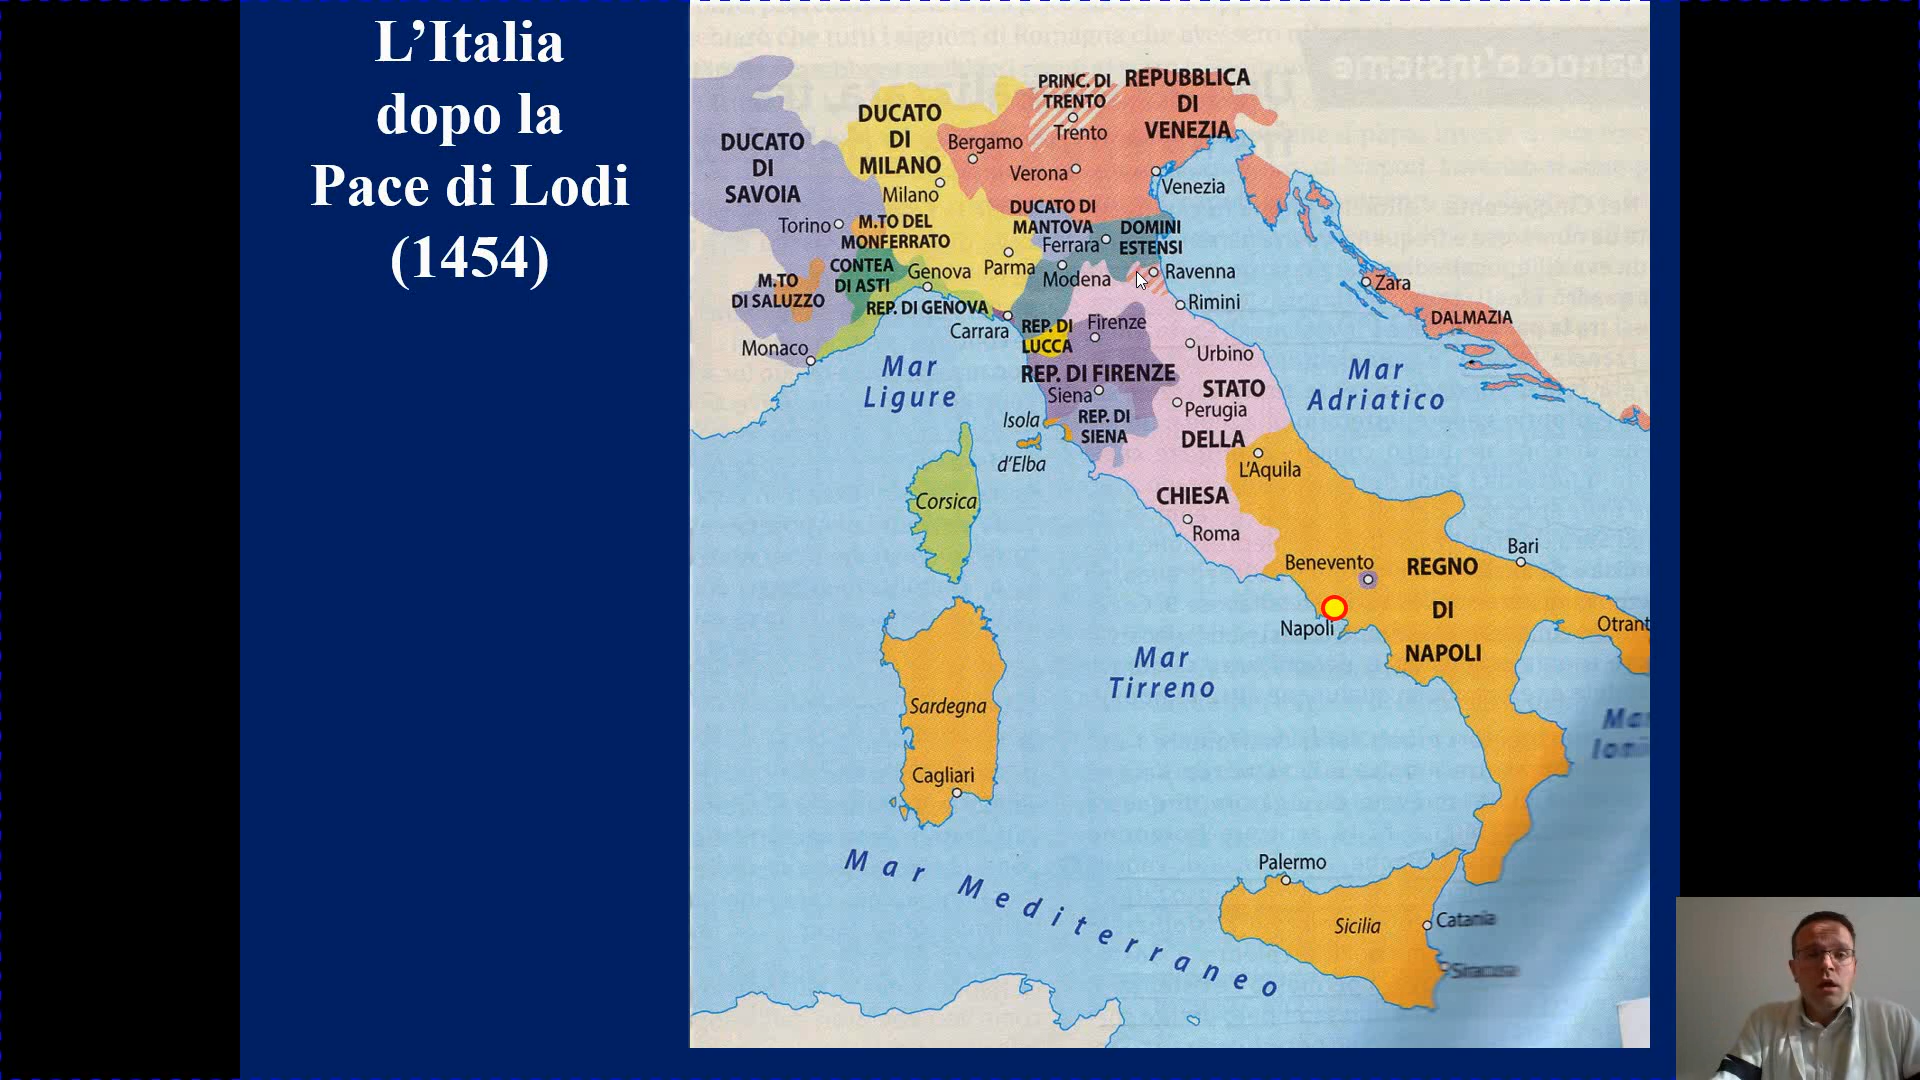 L’Italia
dopo la
Pace di Lodi
(1454)
PRINC. DI
TRENTO
Trento
REPUBBLICA
DI
VENEZIA
DUCATO
DI
MILANO
Milano
Bergamo
Verona
Venezia
DUCATO
DI
SAVOIA
Torino
M.TO DEL
MONFERRATO
DUCATO DI
MANTOVA
DOMINI
ESTENSI
Ferrara
CONTEA
DI ASTI
Genova
Parma
Modena
Ravenna
M.TO
DI SALUZZO
REP. DI GENOVA
Rimini
Zara
DALMAZIA
Carrara
REP. DI
LUCCA
Firenze
Monaco
Urbino
Mar
Ligure
REP. DI FIRENZE
Siena
STATO
DELLA
CHIESA
Perugia
Mar
Adriatico
Isola
d’Elba
REP. DI
SIENA
L’Aquila
Corsica
Roma
Benevento
Bari
REGNO
DI
NAPOLI
Napoli
Otrant
Mar
Tirreno
Sardegna
Cagliari
Mar Mediterraneo
Palermo
Sicilia
Catania
Siracusa